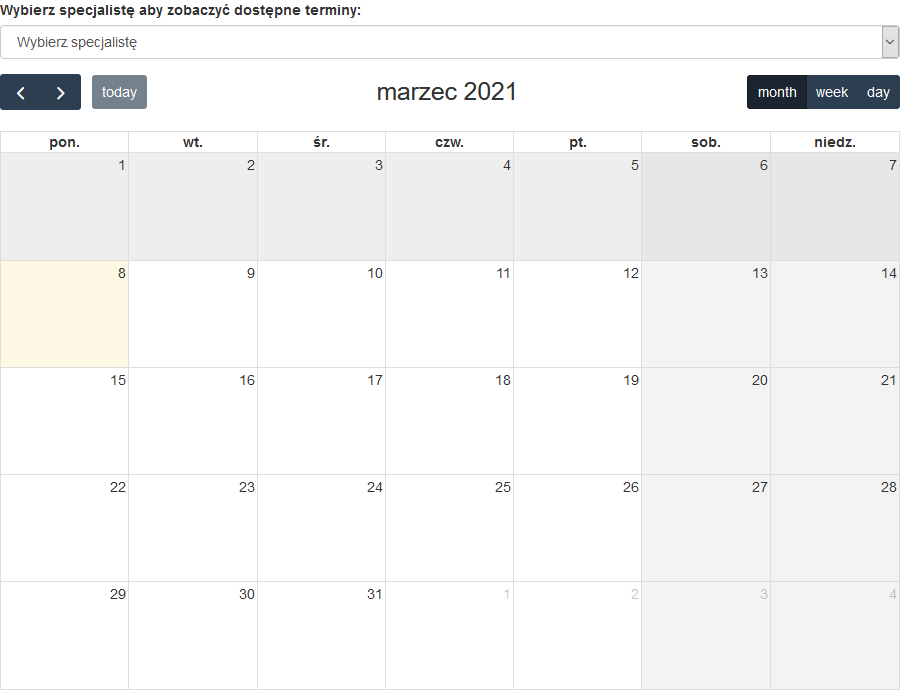 Wybierz specjalistę aby zobaczyć dostępne terminy:
Wybierz specjalistę
today marzec 2021 month week day
pon. wt. śr. czw. pt. sob. niedz.
1 2 3 4 5 6 7
8 9 10 11 12 13 14
15 16 17 18 19 20 21
22 23 24 25 26 27 28
29 30 31 1 2 3 4